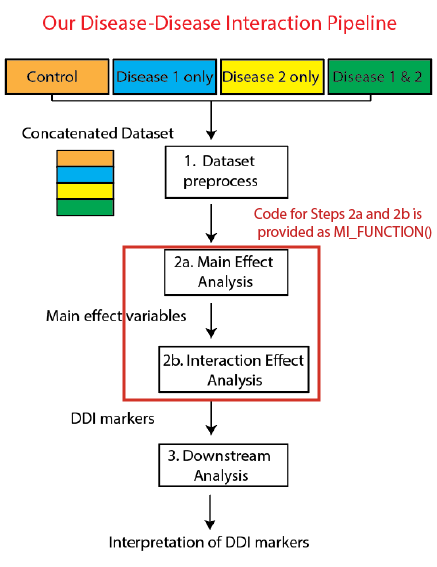 Our Disease-Disease Interaction Pipeline
Control
Disease 1 only
Disease 2 only
Disease 1 & 2
Concatenated Dataset
1. Dataset
preprocess
Code for Steps 2a and 2b is
provided as MI_FUNCTION()
2a. Main Effect
Analysis
Main effect variables
2b. Interaction Effect
Analysis
DDI markers
3. Downstream
Analysis
Interpretation of DDI markers